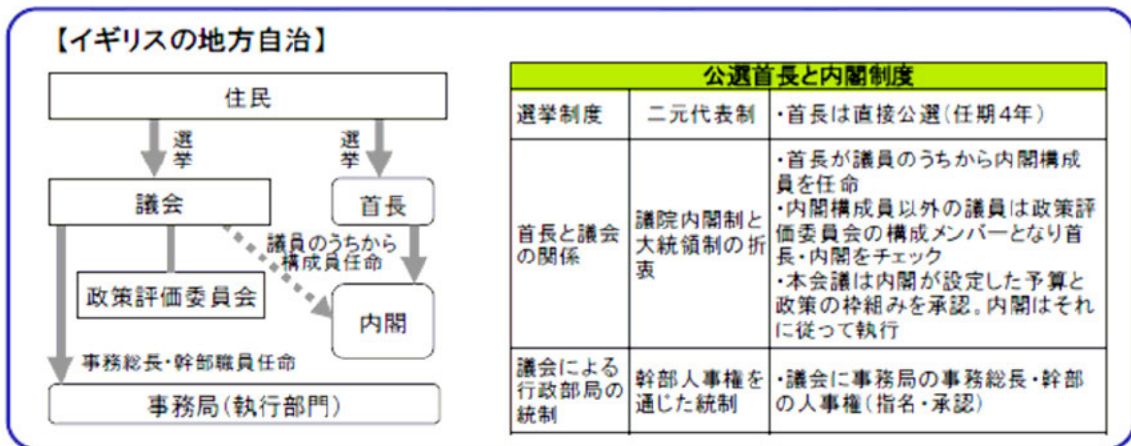 【イギリスの地方自治】
住民
選挙
選挙
議会
首長
議員のうちから
構成員任命
政策評価委員会
内閣
事務総長・幹部職員任命
事務局(執行部門)
公選首長と内閣制度
選挙制度
二元代表制
・首長は直接公選(任期4年)
首長と議会
の関係
議院内閣制と
大統領制の折
衷
・首長が議員のうちから内閣構成
員を任命
・内閣構成員以外の議員は政策評
価委員会の構成メンバーとなり首
長・内閣をチェック
・本会議は内閣が設定した予算と
政策の枠組みを承認。内閣はそれ
に従って執行
議会による
行政部局の
統制
幹部人事権を
通じた統制
・議会に事務局の事務総長・幹部
の人事権(指名・承認)